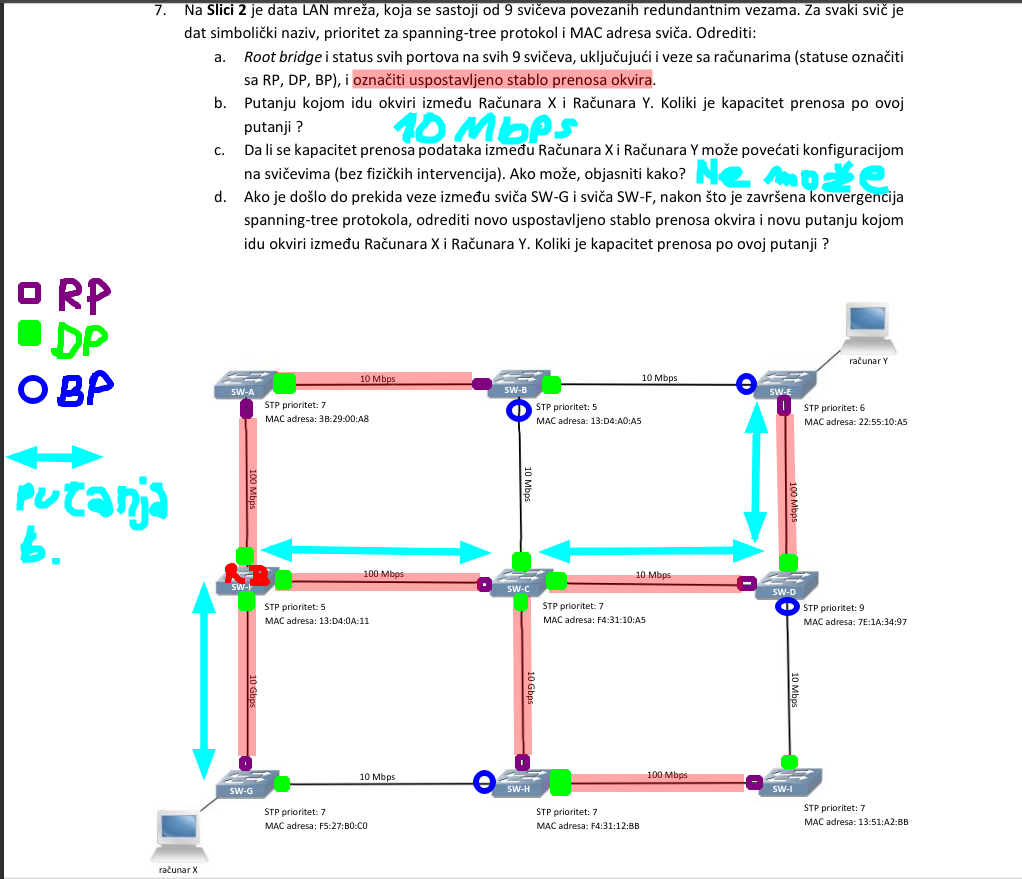 7. Na Slici 2 je data LAN mreža, koja se sastoji od 9 svičeva povezanih redundantnim vezama. Za svaki svič je
dat simbolički naziv, prioritet za spanning-tree protokol i MAC adresa sviča. Odrediti:
a. Root bridge i status svih portova na svih 9 svičeva, uključujući i veze sa računarima (statuse označiti
sa RP, DP, BP), i označiti uspostavljeno stablo prenosa okvira.
b. Putanju kojom idu okviri između Računara X i Računara Y. Koliki je kapacitet prenosa po ovoj
putanji ?
10 Mbps
c. Da li se kapacitet prenosa podataka između Računara X i Računara Y može povećati konfiguracijom
na svičevima (bez fizičkih intervencija). Ako može, objasniti kako?
Ne može
d. Ako je došlo do prekida veze između sviča SW-G i sviča SW-F, nakon što je završena konvergencija
spanning-tree protokola, odrediti novo uspostavljeno stablo prenosa okvira i novu putanju kojom
idu okviri između Računara X i Računara Y. Koliki je kapacitet prenosa po ovoj putanji ?
RP
DP
BP
putanja
b.
računar Y
SW-A
10 Mbps
SW-B
10 Mbps
SW-E
STP prioritet: 7
MAC adresa: 3B:29:00:A8
STP prioritet: 5
MAC adresa: 13:D4:A0:A5
STP prioritet: 6
MAC adresa: 22:55:10:A5
100 Mbps
10 Mbps
100 Mbps
RB
SW-F
100 Mbps
SW-C
10 Mbps
SW-D
STP prioritet: 5
MAC adresa: 13:D4:0A:11
STP prioritet: 7
MAC adresa: F4:31:10:A5
STP prioritet: 9
MAC adresa: 7E:1A:34:97
10 Gbps
10 Gbps
10 Mbps
SW-G
10 Mbps
SW-H
100 Mbps
SW-I
STP prioritet: 7
MAC adresa: F5:27:B0:C0
STP prioritet: 7
MAC adresa: F4:31:12:BB
STP prioritet: 7
MAC adresa: 13:51:A2:BB
računar X